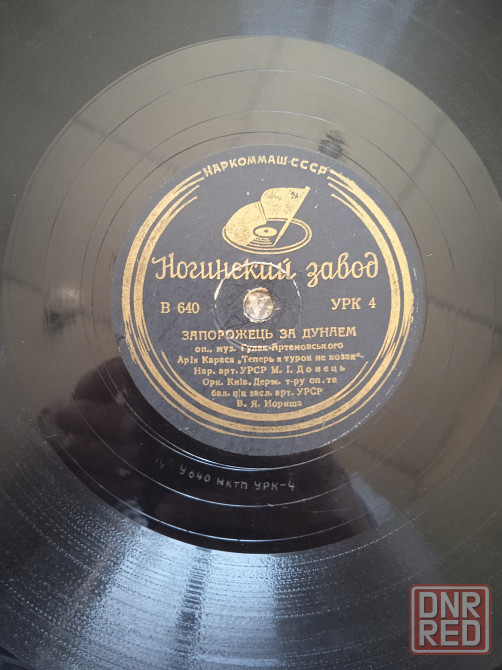 НАРКОММАШ·СССР
Ногинский завод
В 640 УРК 4
ЗАПОРОЖЕЦЬ ЗА ДУНАЕМ
оп., муз. Гулак-Артемовського
Арія Карася „Теперь я турок не козак“.
Нар. арт. УРСР М. І. Донець
Орк. Київ. Держ. т-ру оп. та
бал. п|к засл. арт. УРСР
В. Я. Йориша
У640 МКТП УРК-4
DNR
RED